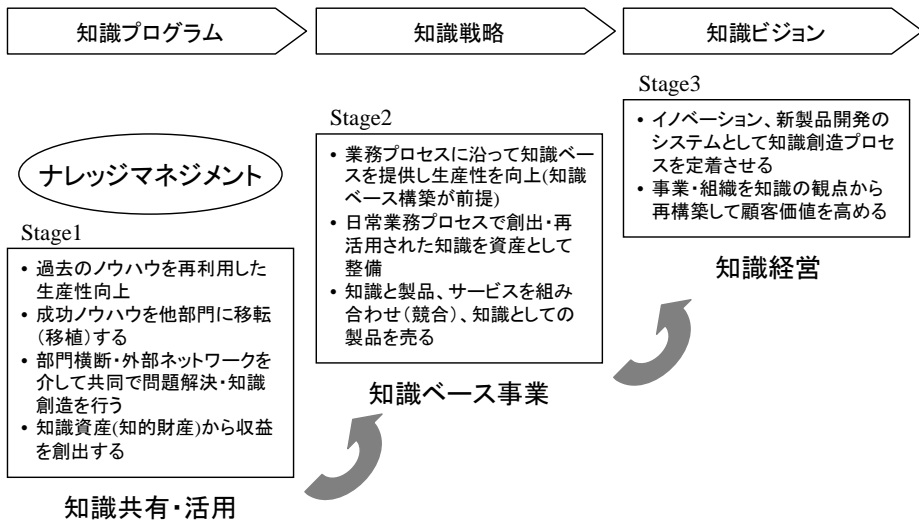 知識プログラム
知識戦略
知識ビジョン
ナレッジマネジメント
Stage1
• 過去のノウハウを再利用した
生産性向上
• 成功ノウハウを他部門に移転
（移植）する
• 部門横断・外部ネットワークを
介して共同で問題解決・知識
創造を行う
• 知識資産(知的財産)から収益
を創出する
知識共有・活用
Stage2
• 業務プロセスに沿って知識ベー
スを提供し生産性を向上(知識
ベース構築が前提)
• 日常業務プロセスで創出・再
活用された知識を資産として
整備
• 知識と製品、サービスを組み
合わせ（競合）、知識としての
製品を売る
知識ベース事業
Stage3
• イノベーション、新製品開発の
システムとして知識創造プロセ
スを定着させる
• 事業・組織を知識の観点から
再構築して顧客価値を高める
知識経営